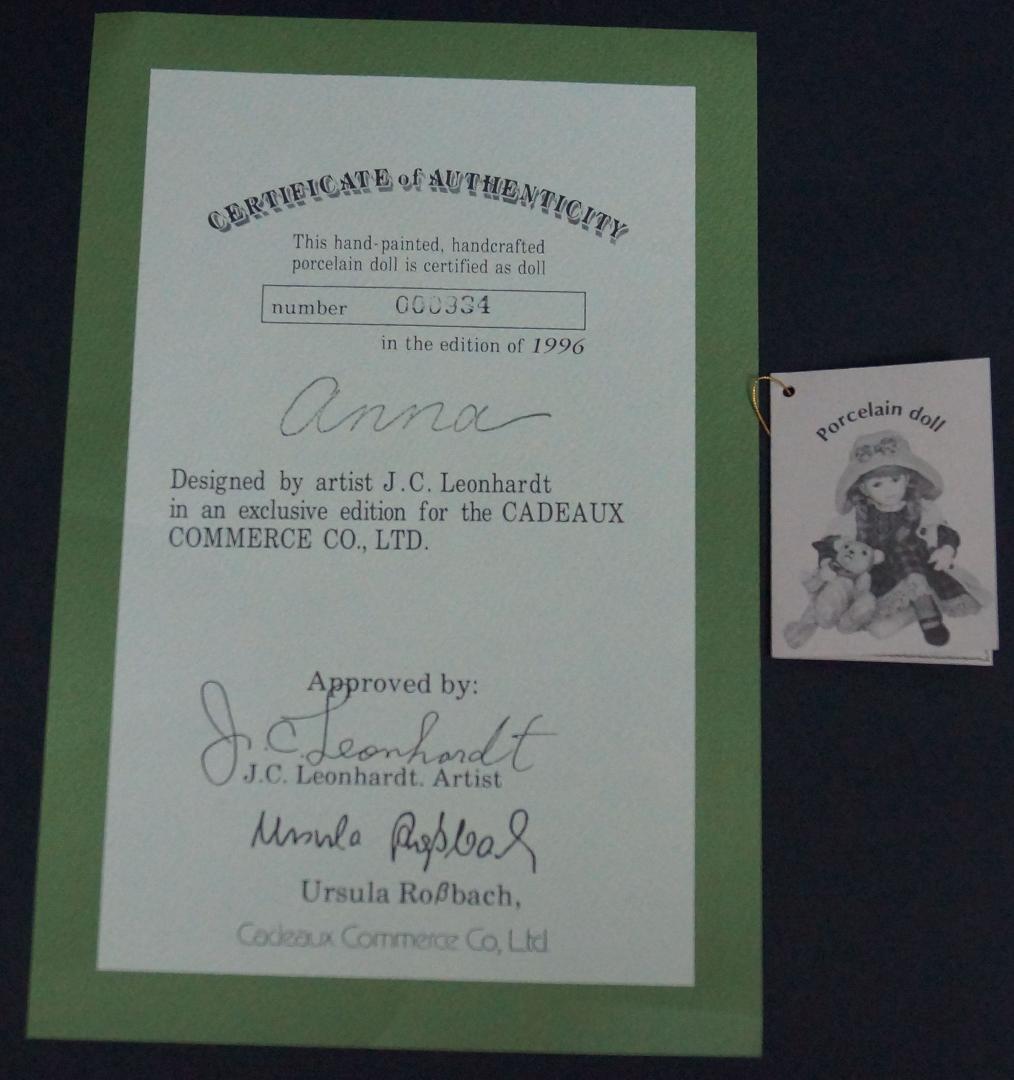 CERTIFICATE of AUTHENTICITY
This hand-painted, handcrafted
porcelain doll is certified as doll
number 000334
in the edition of 1996
Anna
Designed by artist J.C. Leonhardt
in an exclusive edition for the CADEAUX
COMMERCE CO., LTD.
Approved by:
J.C. Leonhardt
J.C. Leonhardt. Artist
Ursula Roßbach
Ursula Roßbach,
Cadeaux Commerce Co, Ltd
Porcelain doll